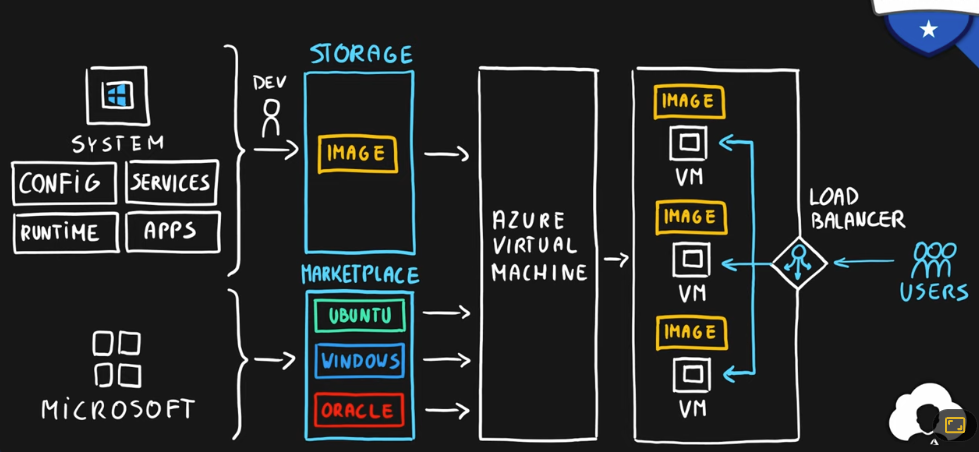 STORAGE
DEV
SYSTEM
CONFIG
SERVICES
RUNTIME
APPS
IMAGE
MARKETPLACE
UBUNTU
WINDOWS
ORACLE
MICROSOFT
AZURE
VIRTUAL
MACHINE
IMAGE
VM
IMAGE
VM
IMAGE
VM
LOAD
BALANCER
USERS